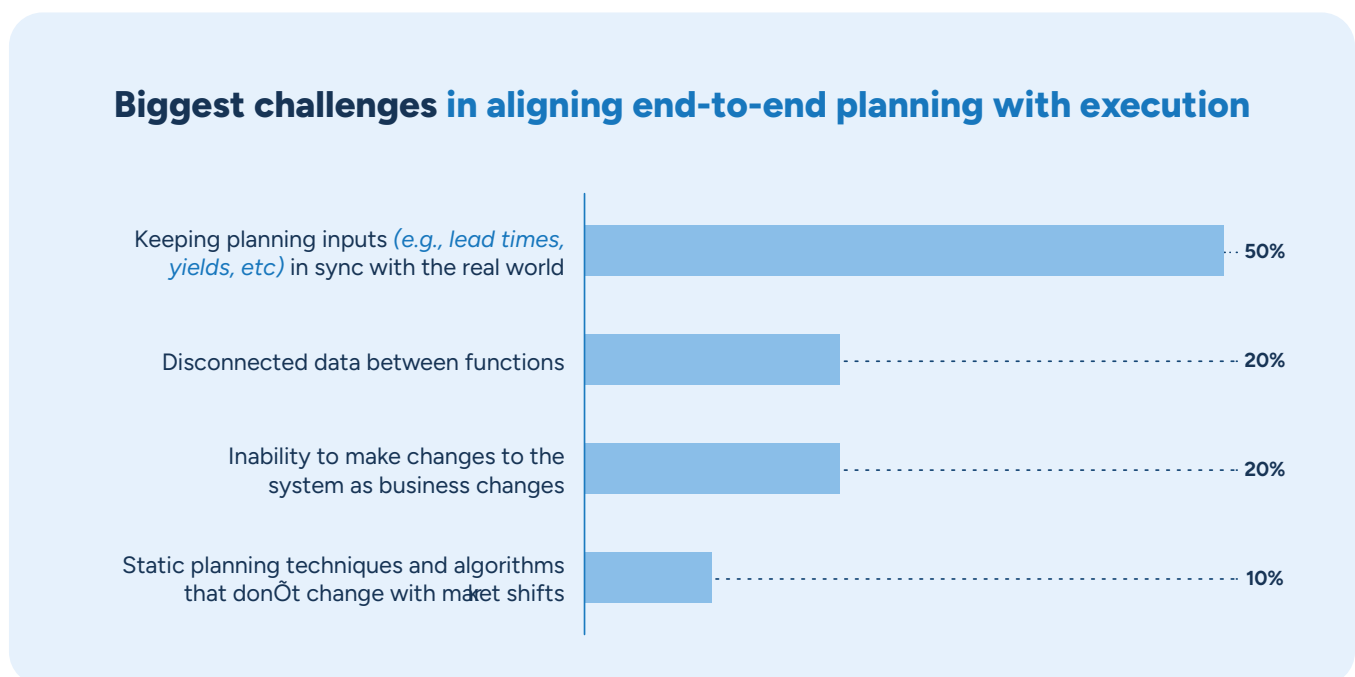 Biggest challenges in aligning end-to-end planning with execution
Keeping planning inputs (e.g., lead times,
yields, etc) in sync with the real world
50%
Disconnected data between functions
20%
Inability to make changes to the
system as business changes
20%
Static planning techniques and algorithms
that donÕt change with market shifts
10%